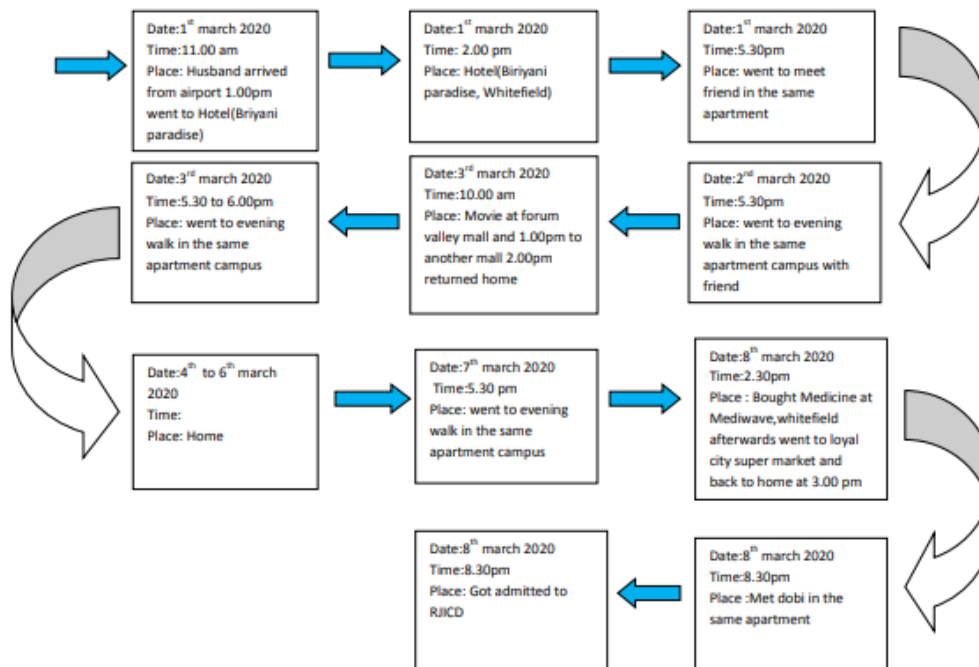 Date:1st march 2020
Time:11.00 am
Place: Husband arrived
from airport 1.00pm
went to Hotel(Briyani
paradise)
Date:1st march 2020
Time: 2.00 pm
Place: Hotel(Biriyani
paradise, Whitefield)
Date:1st march 2020
Time:5.30pm
Place: went to meet
friend in the same
apartment
Date:2nd march 2020
Time:5.30pm
Place: went to evening
walk in the same
apartment campus with
friend
Date:3rd march 2020
Time:10.00 am
Place: Movie at forum
valley mall and 1.00pm to
another mall 2.00pm
returned home
Date:3rd march 2020
Time:5.30 to 6.00pm
Place: went to evening
walk in the same
apartment campus
Date:4th to 6th march
2020
Time:
Place: Home
Date:7th march 2020
Time:5.30 pm
Place: went to evening
walk in the same
apartment campus
Date:8th march 2020
Time:2.30pm
Place : Bought Medicine at
Mediwave,whitefield
afterwards went to loyal
city super market and
back to home at 3.00 pm
Date:8th march 2020
Time:8.30pm
Place :Met dobi in the
same apartment
Date:8th march 2020
Time:8.30pm
Place: Got admitted to
RJICD